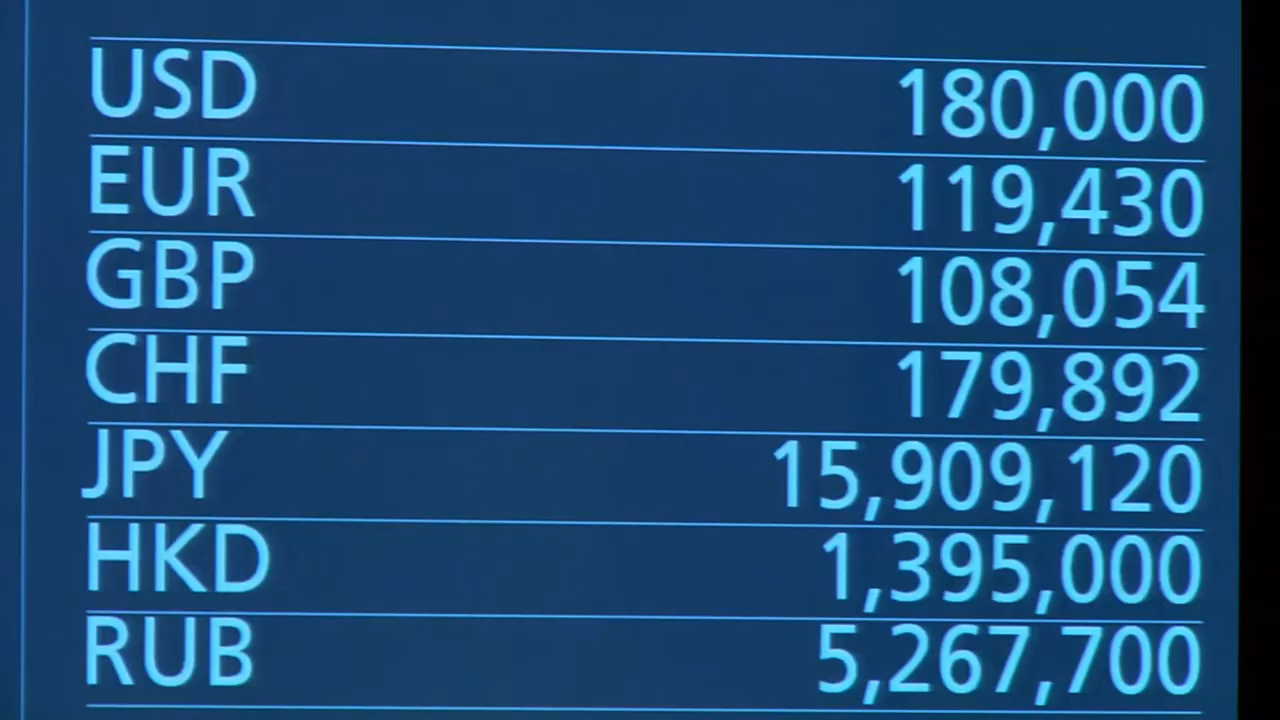 USD 180,000
EUR 119,430
GBP 108,054
CHF 179,892
JPY 15,909,120
HKD 1,395,000
RUB 5,267,700